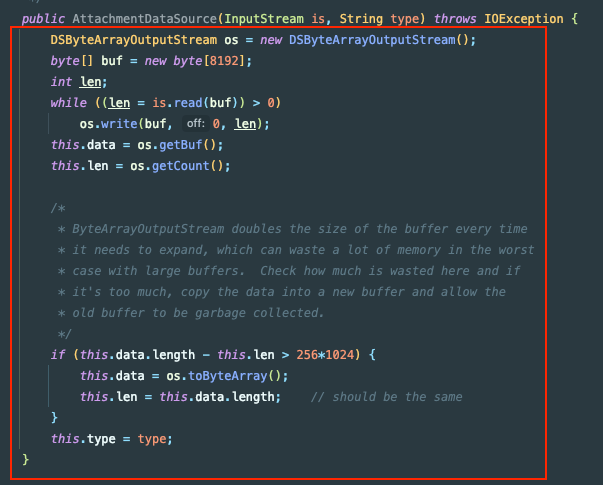 public AttachmentDataSource(InputStream is, String type) throws IOException {
DSByteArrayOutputStream os = new DSByteArrayOutputStream();
byte[] buf = new byte[8192];
int len;
while ((len = is.read(buf)) > 0)
os.write(buf, off: 0, len);
this.data = os.getBuf();
this.len = os.getCount();
/*
* ByteArrayOutputStream doubles the size of the buffer every time
* it needs to expand, which can waste a lot of memory in the worst
* case with large buffers.  Check how much is wasted here and if
* it's too much, copy the data into a new buffer and allow the
* old buffer to be garbage collected.
*/
if (this.data.length - this.len > 256*1024) {
this.data = os.toByteArray();
this.len = this.data.length;    // should be the same
}
this.type = type;
}